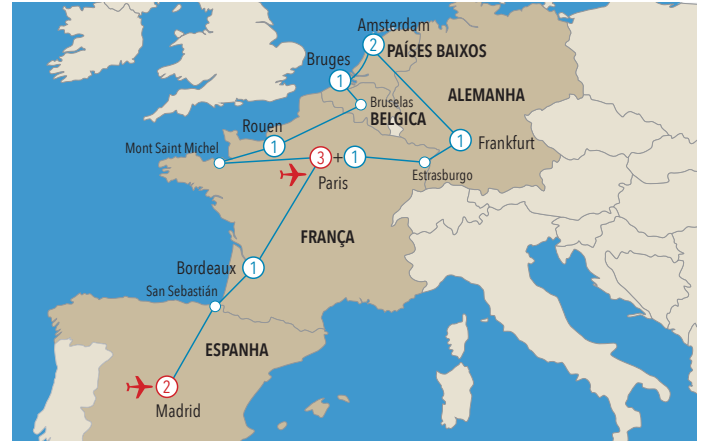 Amsterdam
2
PAÍSES BAIXOS
Bruges
1
Bruselas
ALEMANHA
BELGICA
Rouen
1
1
Frankfurt
Mont Saint Michel
3 + 1
Paris
Estrasburgo
FRANÇA
Bordeaux
1
San Sebastián
ESPANHA
2
Madrid